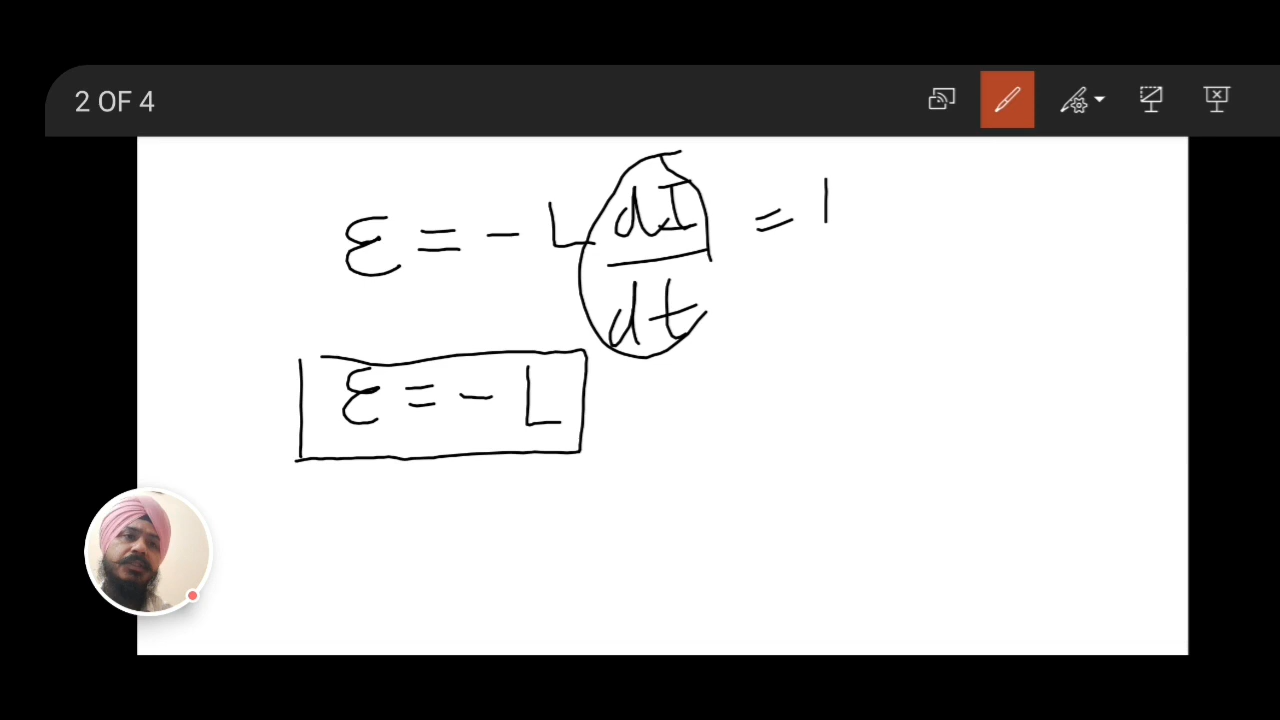 2 OF 4
ε = - L dI/dt = 1
ε = - L